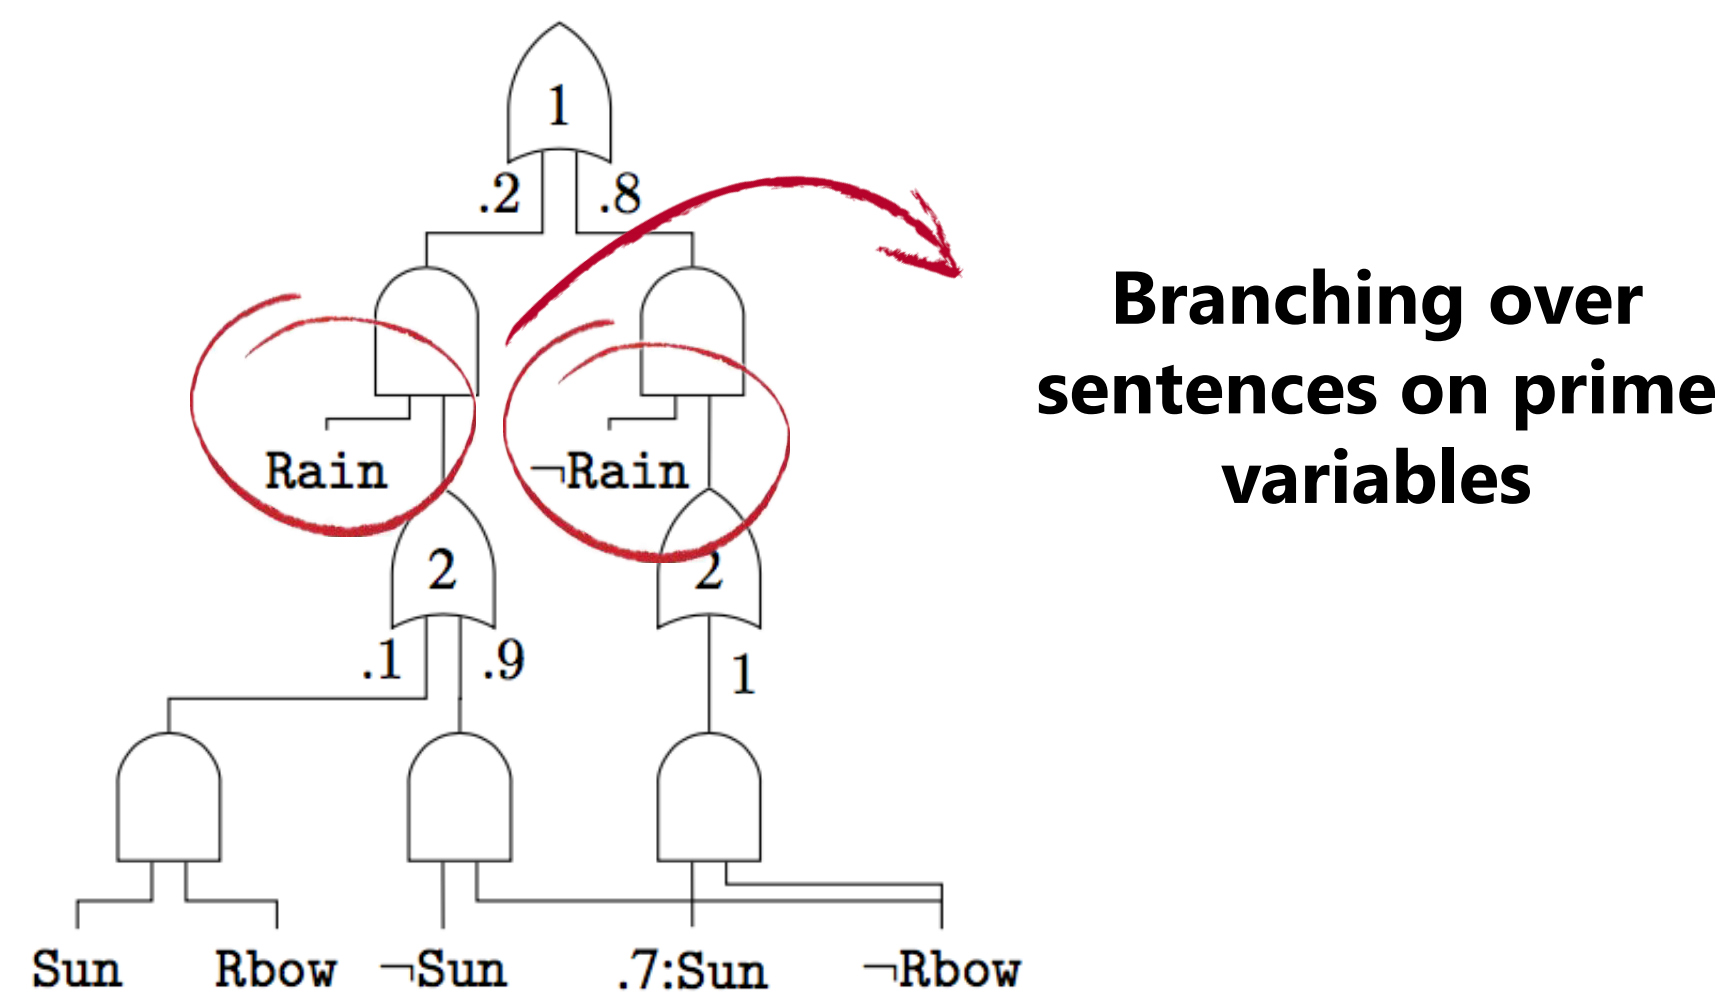 1
.2 .8
Branching over
sentences on prime
variables
Rain ¬Rain
2 2
.1 .9 1
Sun Rbow ¬Sun .7:Sun ¬Rbow